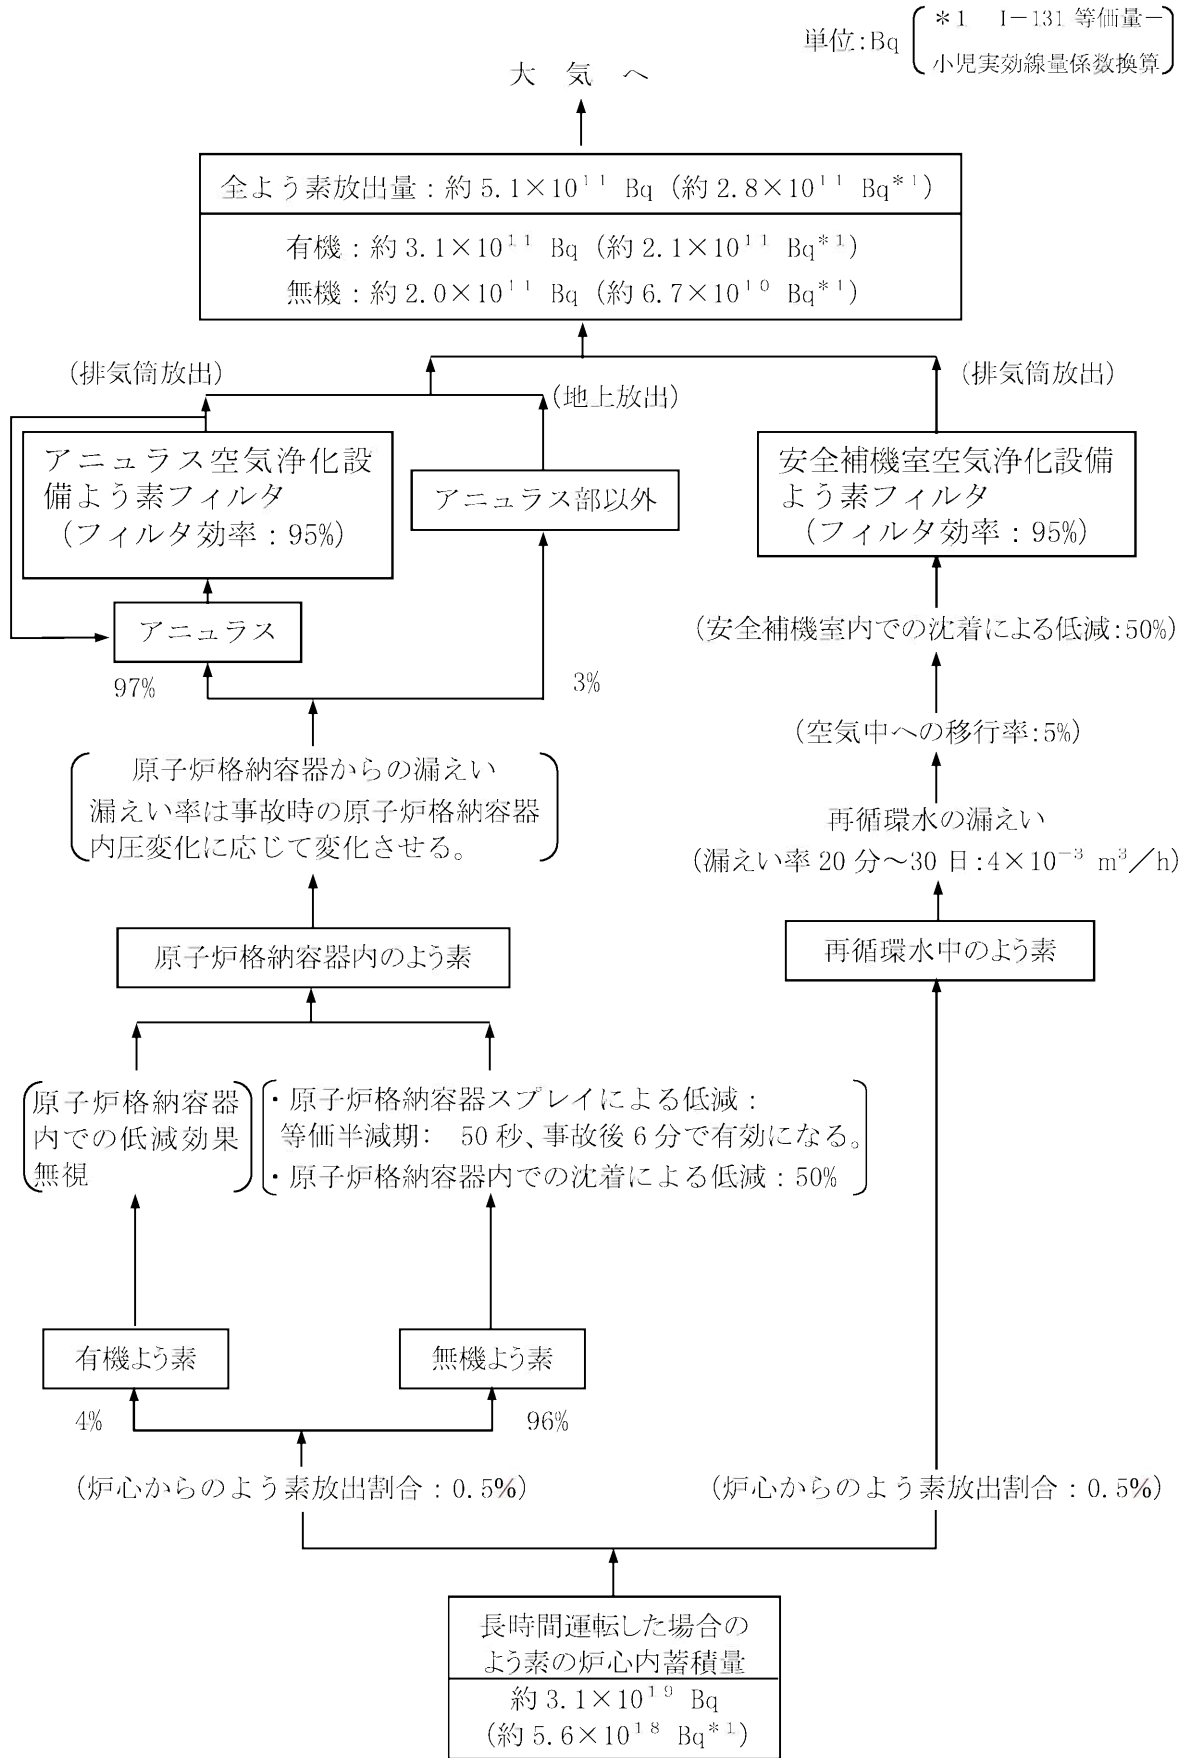 単位:Bq
*1 I-131等価量-
小児実効線量係数換算
大 気 へ
全よう素放出量：約5.1×10¹¹ Bq (約2.8×10¹¹ Bq*¹)
有機：約3.1×10¹¹ Bq (約2.1×10¹¹ Bq*¹)
無機：約2.0×10¹¹ Bq (約6.7×10¹⁰ Bq*¹)
(排気筒放出)
(地上放出)
(排気筒放出)
アニュラス空気浄化設
備よう素フィルタ
(フィルタ効率：95%)
アニュラス部以外
安全補機室空気浄化設備
よう素フィルタ
(フィルタ効率：95%)
アニュラス
97%
3%
(安全補機室内での沈着による低減:50%)
(空気中への移行率:5%)
原子炉格納容器からの漏えい
漏えい率は事故時の原子炉格納容器
内圧変化に応じて変化させる。
再循環水の漏えい
(漏えい率20分～30日:4×10⁻³ m³／h)
原子炉格納容器内のよう素
再循環水中のよう素
原子炉格納容器
内での低減効果
無視
・原子炉格納容器スプレイによる低減：
等価半減期： 50秒、事故後6分で有効になる。
・原子炉格納容器内での沈着による低減：50%
有機よう素
無機よう素
4%
96%
(炉心からのよう素放出割合：0.5%)
(炉心からのよう素放出割合：0.5%)
長時間運転した場合の
よう素の炉心内蓄積量
約3.1×10¹⁹ Bq
(約5.6×10¹⁸ Bq*¹)